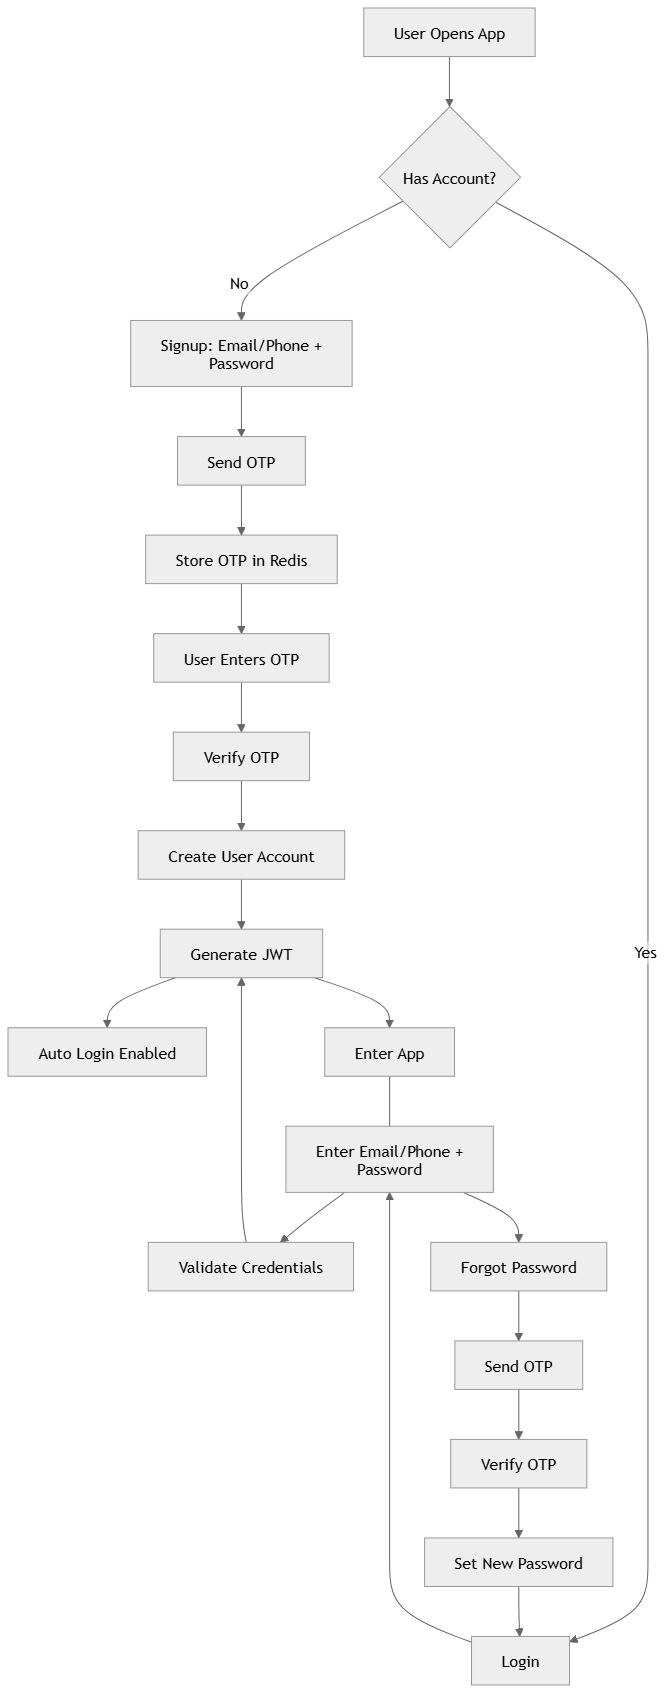 User Opens App
Has Account?
No
Signup: Email/Phone +
Password
Send OTP
Store OTP in Redis
User Enters OTP
Verify OTP
Create User Account
Generate JWT
Yes
Auto Login Enabled
Enter App
Enter Email/Phone +
Password
Validate Credentials
Forgot Password
Send OTP
Verify OTP
Set New Password
Login